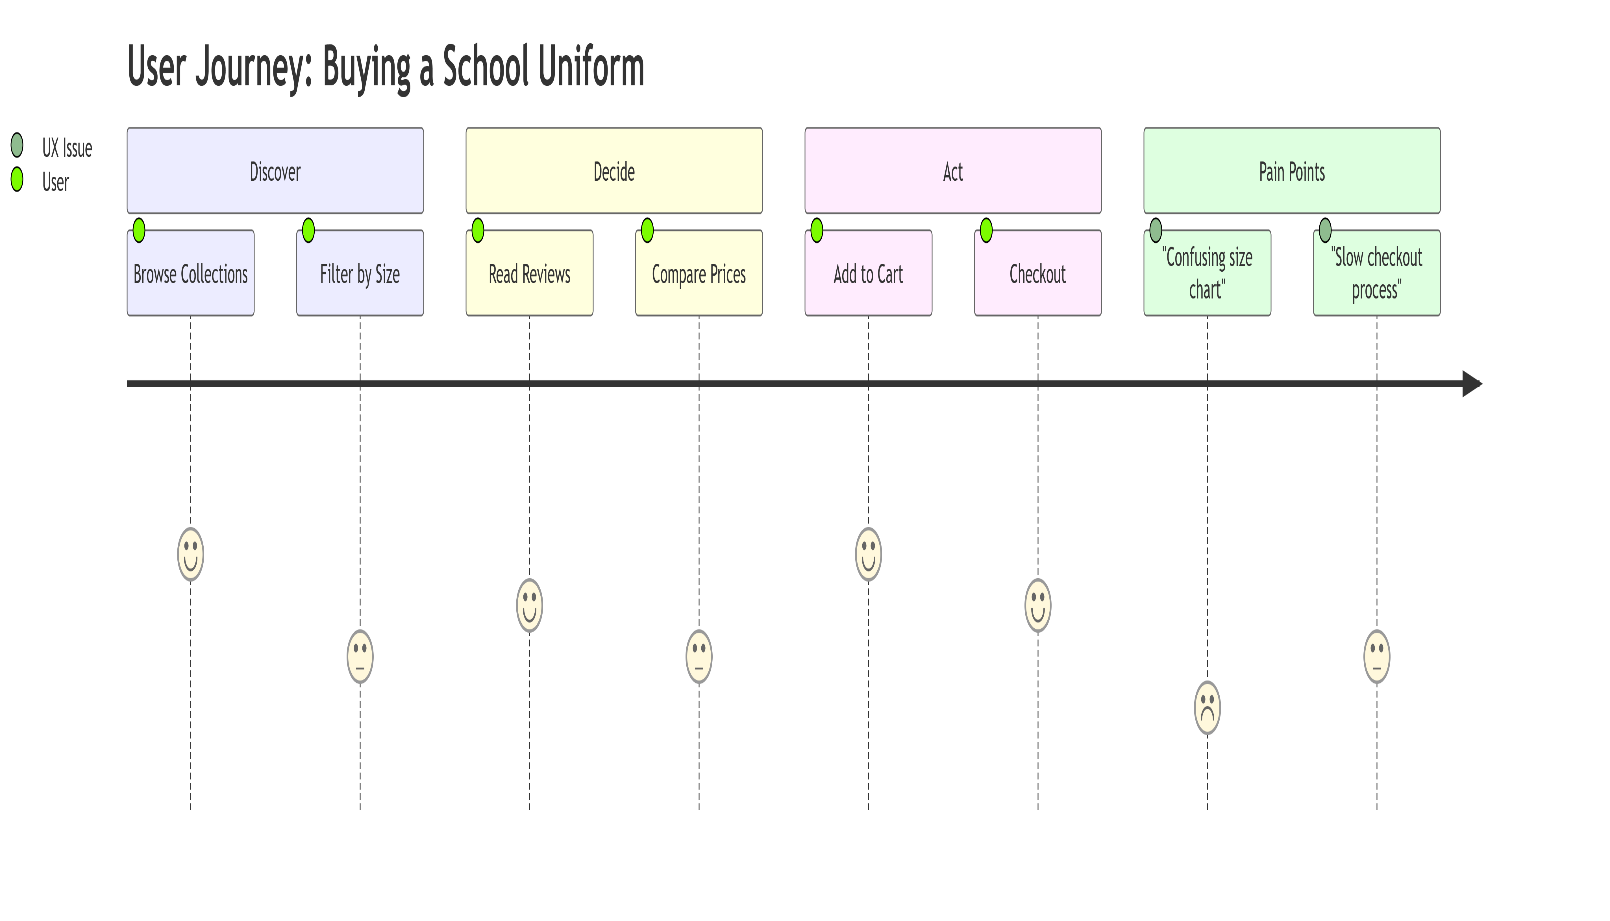 User Journey: Buying a School Uniform
UX Issue
User
Discover
Decide
Act
Pain Points
Browse Collections
Filter by Size
Read Reviews
Compare Prices
Add to Cart
Checkout
"Confusing size
chart"
"Slow checkout
process"